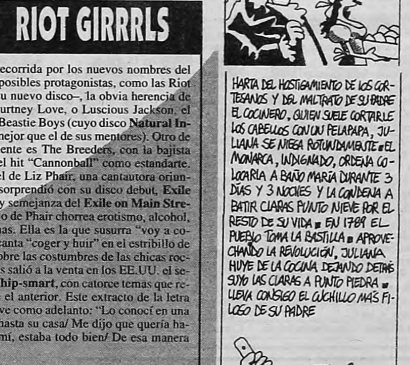 RIOT GIRRRLS
ecorrida por los nuevos nombres del
posibles protagonistas, como las Riot
u nuevo disco–, la obvia herencia de
urtney Love, o Luscious Jackson, el
Beastie Boys (cuyo disco Natural In-
mejor que el de sus mentores). Otro de
ente es The Breeders, con la bajista
el hit "Cannonball" como estandarte.
l de Liz Phair, una cantautora oriun-
sorprendió con su disco debut, Exile
y semejanza del Exile on Main Stre-
o de Phair chorrea erotismo, alcohol,
as. Ella es la que susurra "voy a co-
canta "coger y huir" en el estribillo de
obre las costumbres de las chicas roc-
s salió a la venta en los EE.UU. el se-
hip-smart, con catorce temas que re-
e el anterior. Este extracto de la letra
ve como adelanto: "Lo conocí en una
hasta su casa/ Me dijo que quería ha-
mí, estaba todo bien/ De esa manera
HARTA DEL HOSTIGAMIENTO DE LOS COR-
TESANOS Y DEL MALTRATO DE SU PADRE
EL COCINERO, QUIEN SUELE CORTARLE
LOS CABELLOS CON UN PELAPAPA, JU-
LIANA SE NIEGA ROTUNDAMENTE ■ EL
MONARCA, INDIGNADO, ORDENA CO-
LOCARLA A BAÑO MARÍA DURANTE 3
DÍAS Y 3 NOCHES Y LA CONDENA A
BATIR CLARAS PUNTO NIEVE POR EL
RESTO DE SU VIDA ■ EN 1789 EL
PUEBLO TOMA LA BASTILLA ■ APROVE-
CHANDO LA REVOLUCIÓN, JULIANA
HUYE DE LA COCINA DEJANDO DETRÁS
SUYO LAS CLARAS A PUNTO PIEDRA ■
LLEVA CONSIGO EL CUCHILLO MÁS FI-
LOSO DE SU PADRE